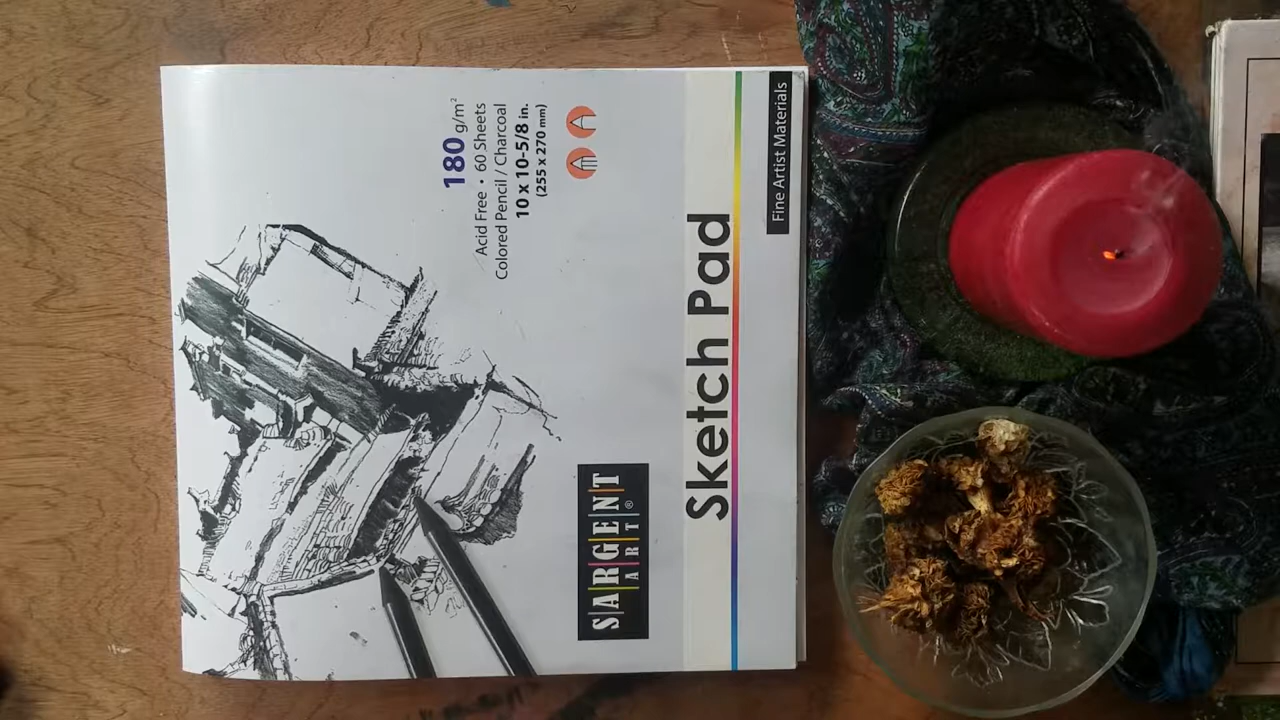 Fine Artist Materials
Sketch Pad
SARGENT
ART®
180 g/m²
Acid Free • 60 Sheets
Colored Pencil / Charcoal
10 x 10-5/8 in.
(255 x 270 mm)